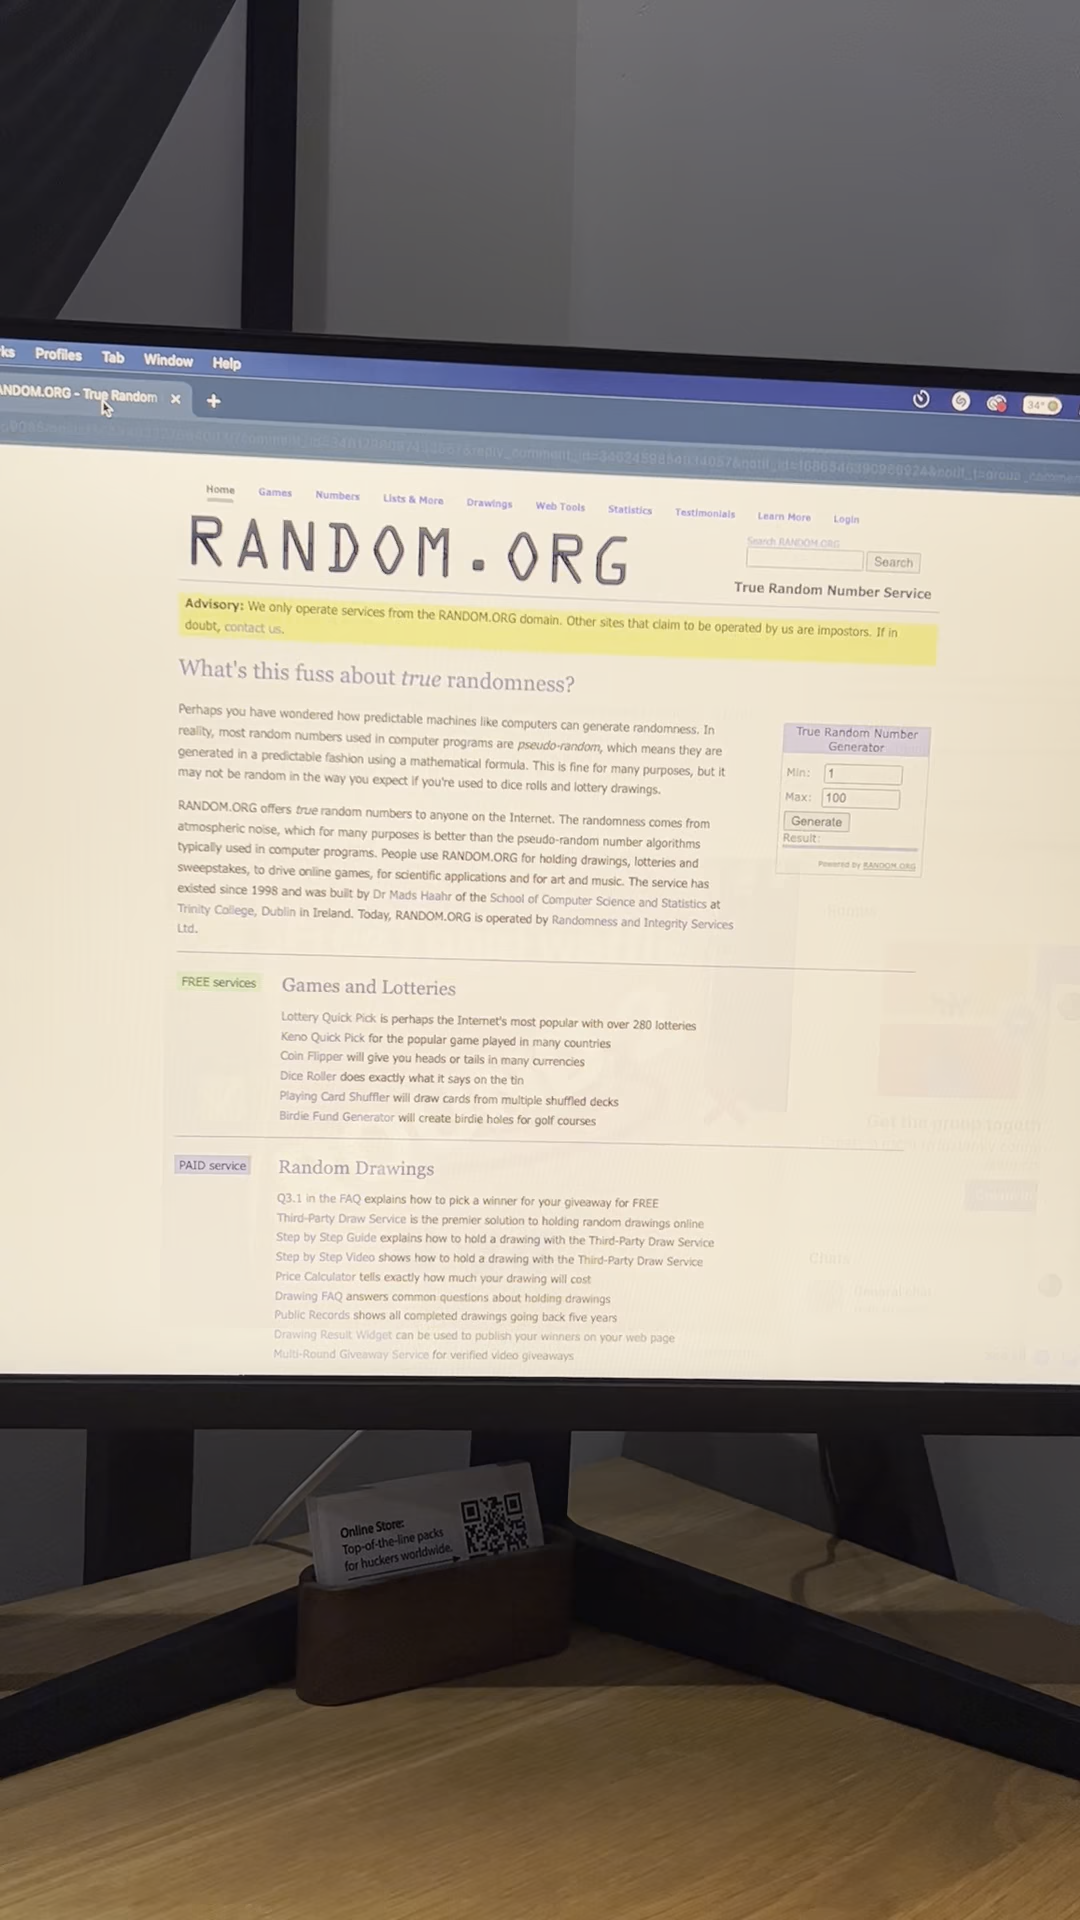 ks Profiles Tab Window Help
ANDOM.ORG - True Random
34°
Home Games Numbers Lists & More Drawings Web Tools Statistics Testimonials Learn More Login
RANDOM.ORG
Search RANDOM.ORG
Search
True Random Number Service
Advisory: We only operate services from the RANDOM.ORG domain. Other sites that claim to be operated by us are impostors. If in
doubt, contact us.
What's this fuss about true randomness?
Perhaps you have wondered how predictable machines like computers can generate randomness. In
reality, most random numbers used in computer programs are pseudo-random, which means they are
generated in a predictable fashion using a mathematical formula. This is fine for many purposes, but it
may not be random in the way you expect if you're used to dice rolls and lottery drawings.
RANDOM.ORG offers true random numbers to anyone on the Internet. The randomness comes from
atmospheric noise, which for many purposes is better than the pseudo-random number algorithms
typically used in computer programs. People use RANDOM.ORG for holding drawings, lotteries and
sweepstakes, to drive online games, for scientific applications and for art and music. The service has
existed since 1998 and was built by Dr Mads Haahr of the School of Computer Science and Statistics at
Trinity College, Dublin in Ireland. Today, RANDOM.ORG is operated by Randomness and Integrity Services
Ltd.
True Random Number
Generator
Min: 1
Max: 100
Generate
Result:
Powered by RANDOM.ORG
FREE services
Games and Lotteries
Lottery Quick Pick is perhaps the Internet's most popular with over 280 lotteries
Keno Quick Pick for the popular game played in many countries
Coin Flipper will give you heads or tails in many currencies
Dice Roller does exactly what it says on the tin
Playing Card Shuffler will draw cards from multiple shuffled decks
Birdie Fund Generator will create birdie holes for golf courses
PAID service
Random Drawings
Q3.1 in the FAQ explains how to pick a winner for your giveaway for FREE
Third-Party Draw Service is the premier solution to holding random drawings online
Step by Step Guide explains how to hold a drawing with the Third-Party Draw Service
Step by Step Video shows how to hold a drawing with the Third-Party Draw Service
Price Calculator tells exactly how much your drawing will cost
Drawing FAQ answers common questions about holding drawings
Public Records shows all completed drawings going back five years
Drawing Result Widget can be used to publish your winners on your web page
Multi-Round Giveaway Service for verified video giveaways
Online Store:
Top-of-the-line packs
for huckers worldwide.